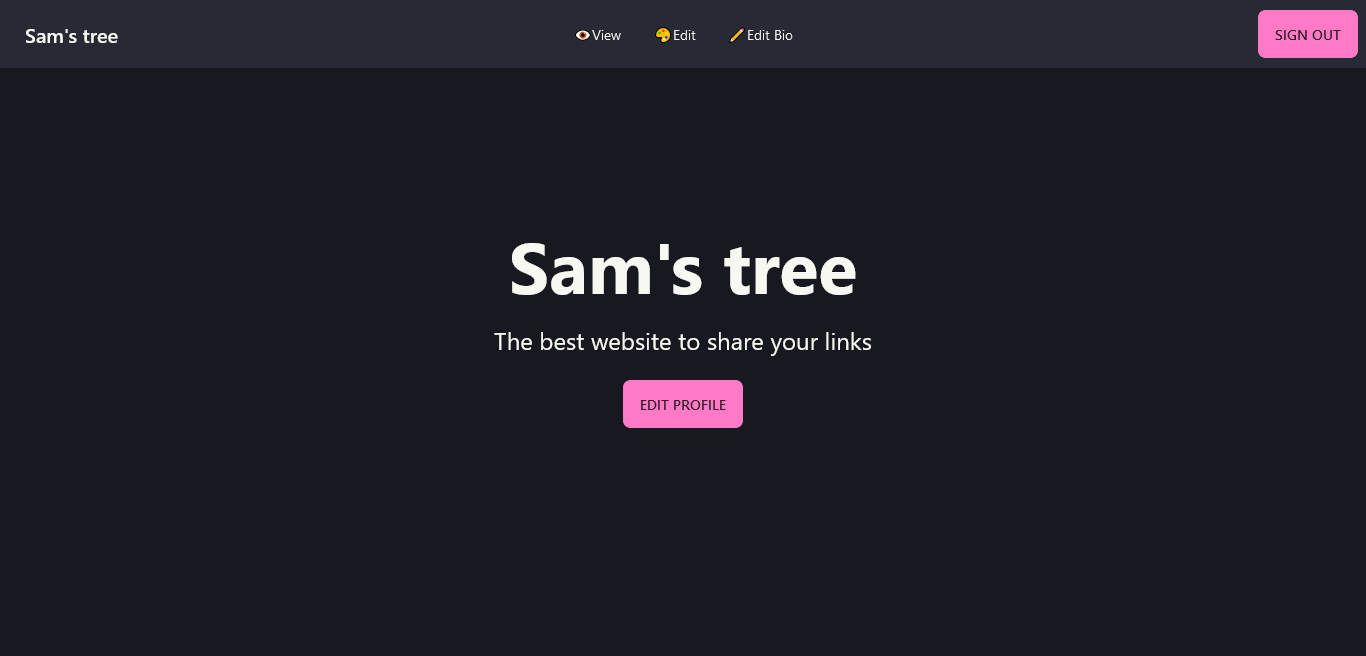 Sam's tree
👁️View 🎨Edit ✏️Edit Bio
SIGN OUT
Sam's tree
The best website to share your links
EDIT PROFILE